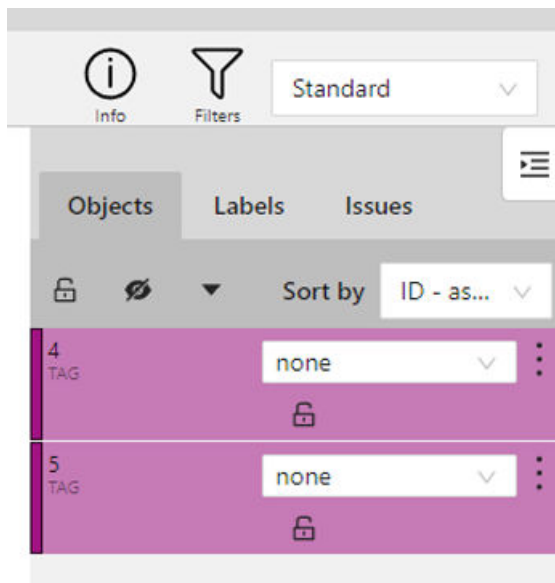 Info
Filters
Standard
Objects Labels Issues
Sort by ID - as...
4
TAG
none
5
TAG
none